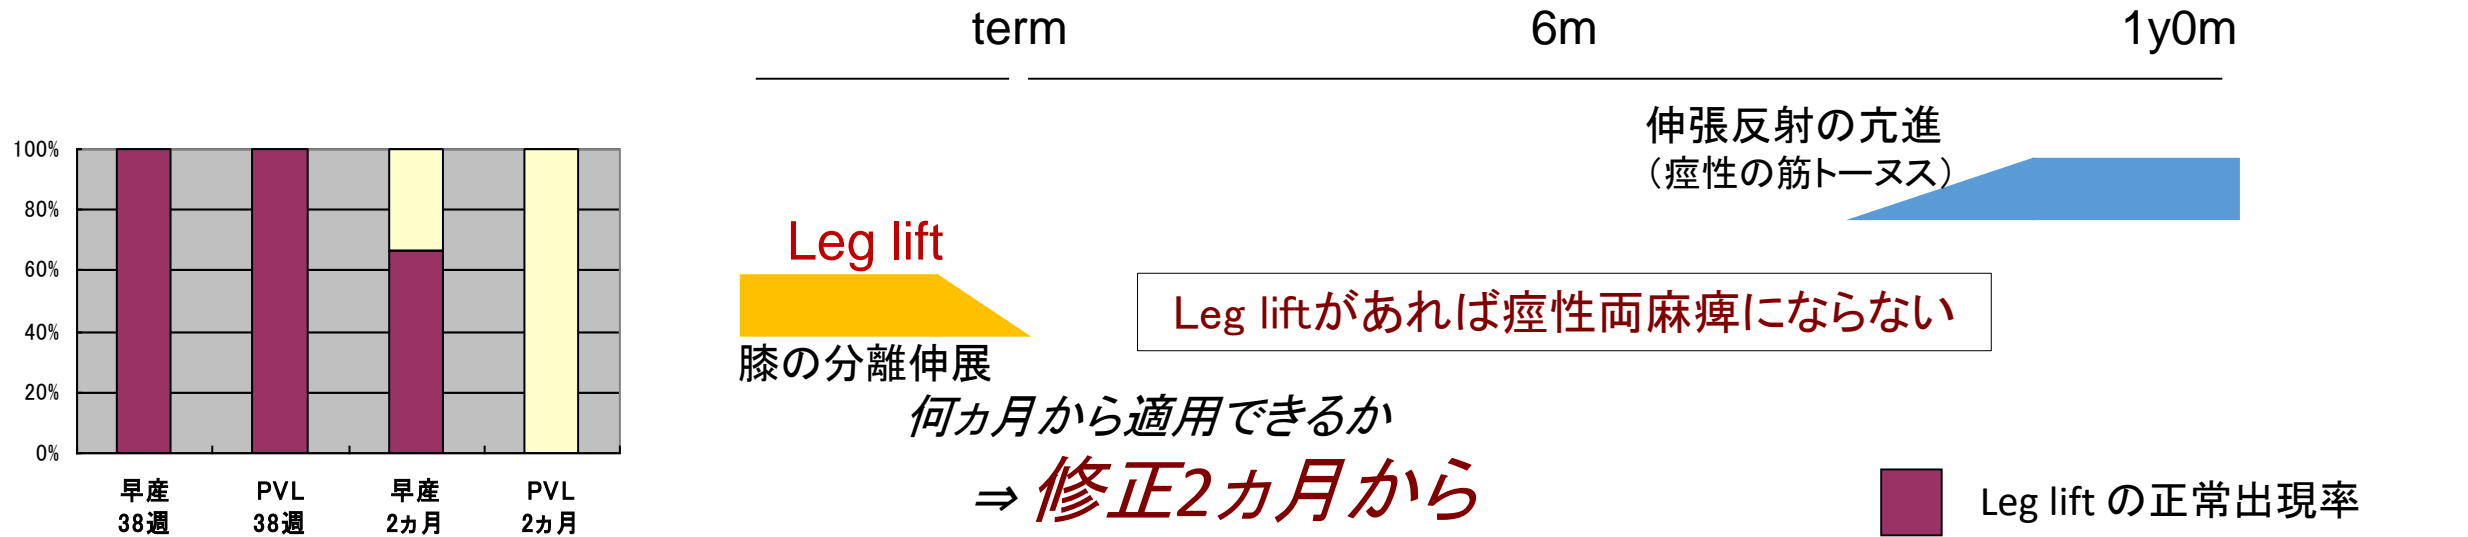 term
6m
1y0m
100%
80%
60%
40%
20%
0%
早産
38週
PVL
38週
早産
2ヵ月
PVL
2ヵ月
伸張反射の亢進
（痙性の筋トーヌス）
Leg lift
膝の分離伸展
Leg liftがあれば痙性両麻痺にならない
何ヵ月から適用できるか
⇒ 修正2ヵ月から
Leg lift の正常出現率